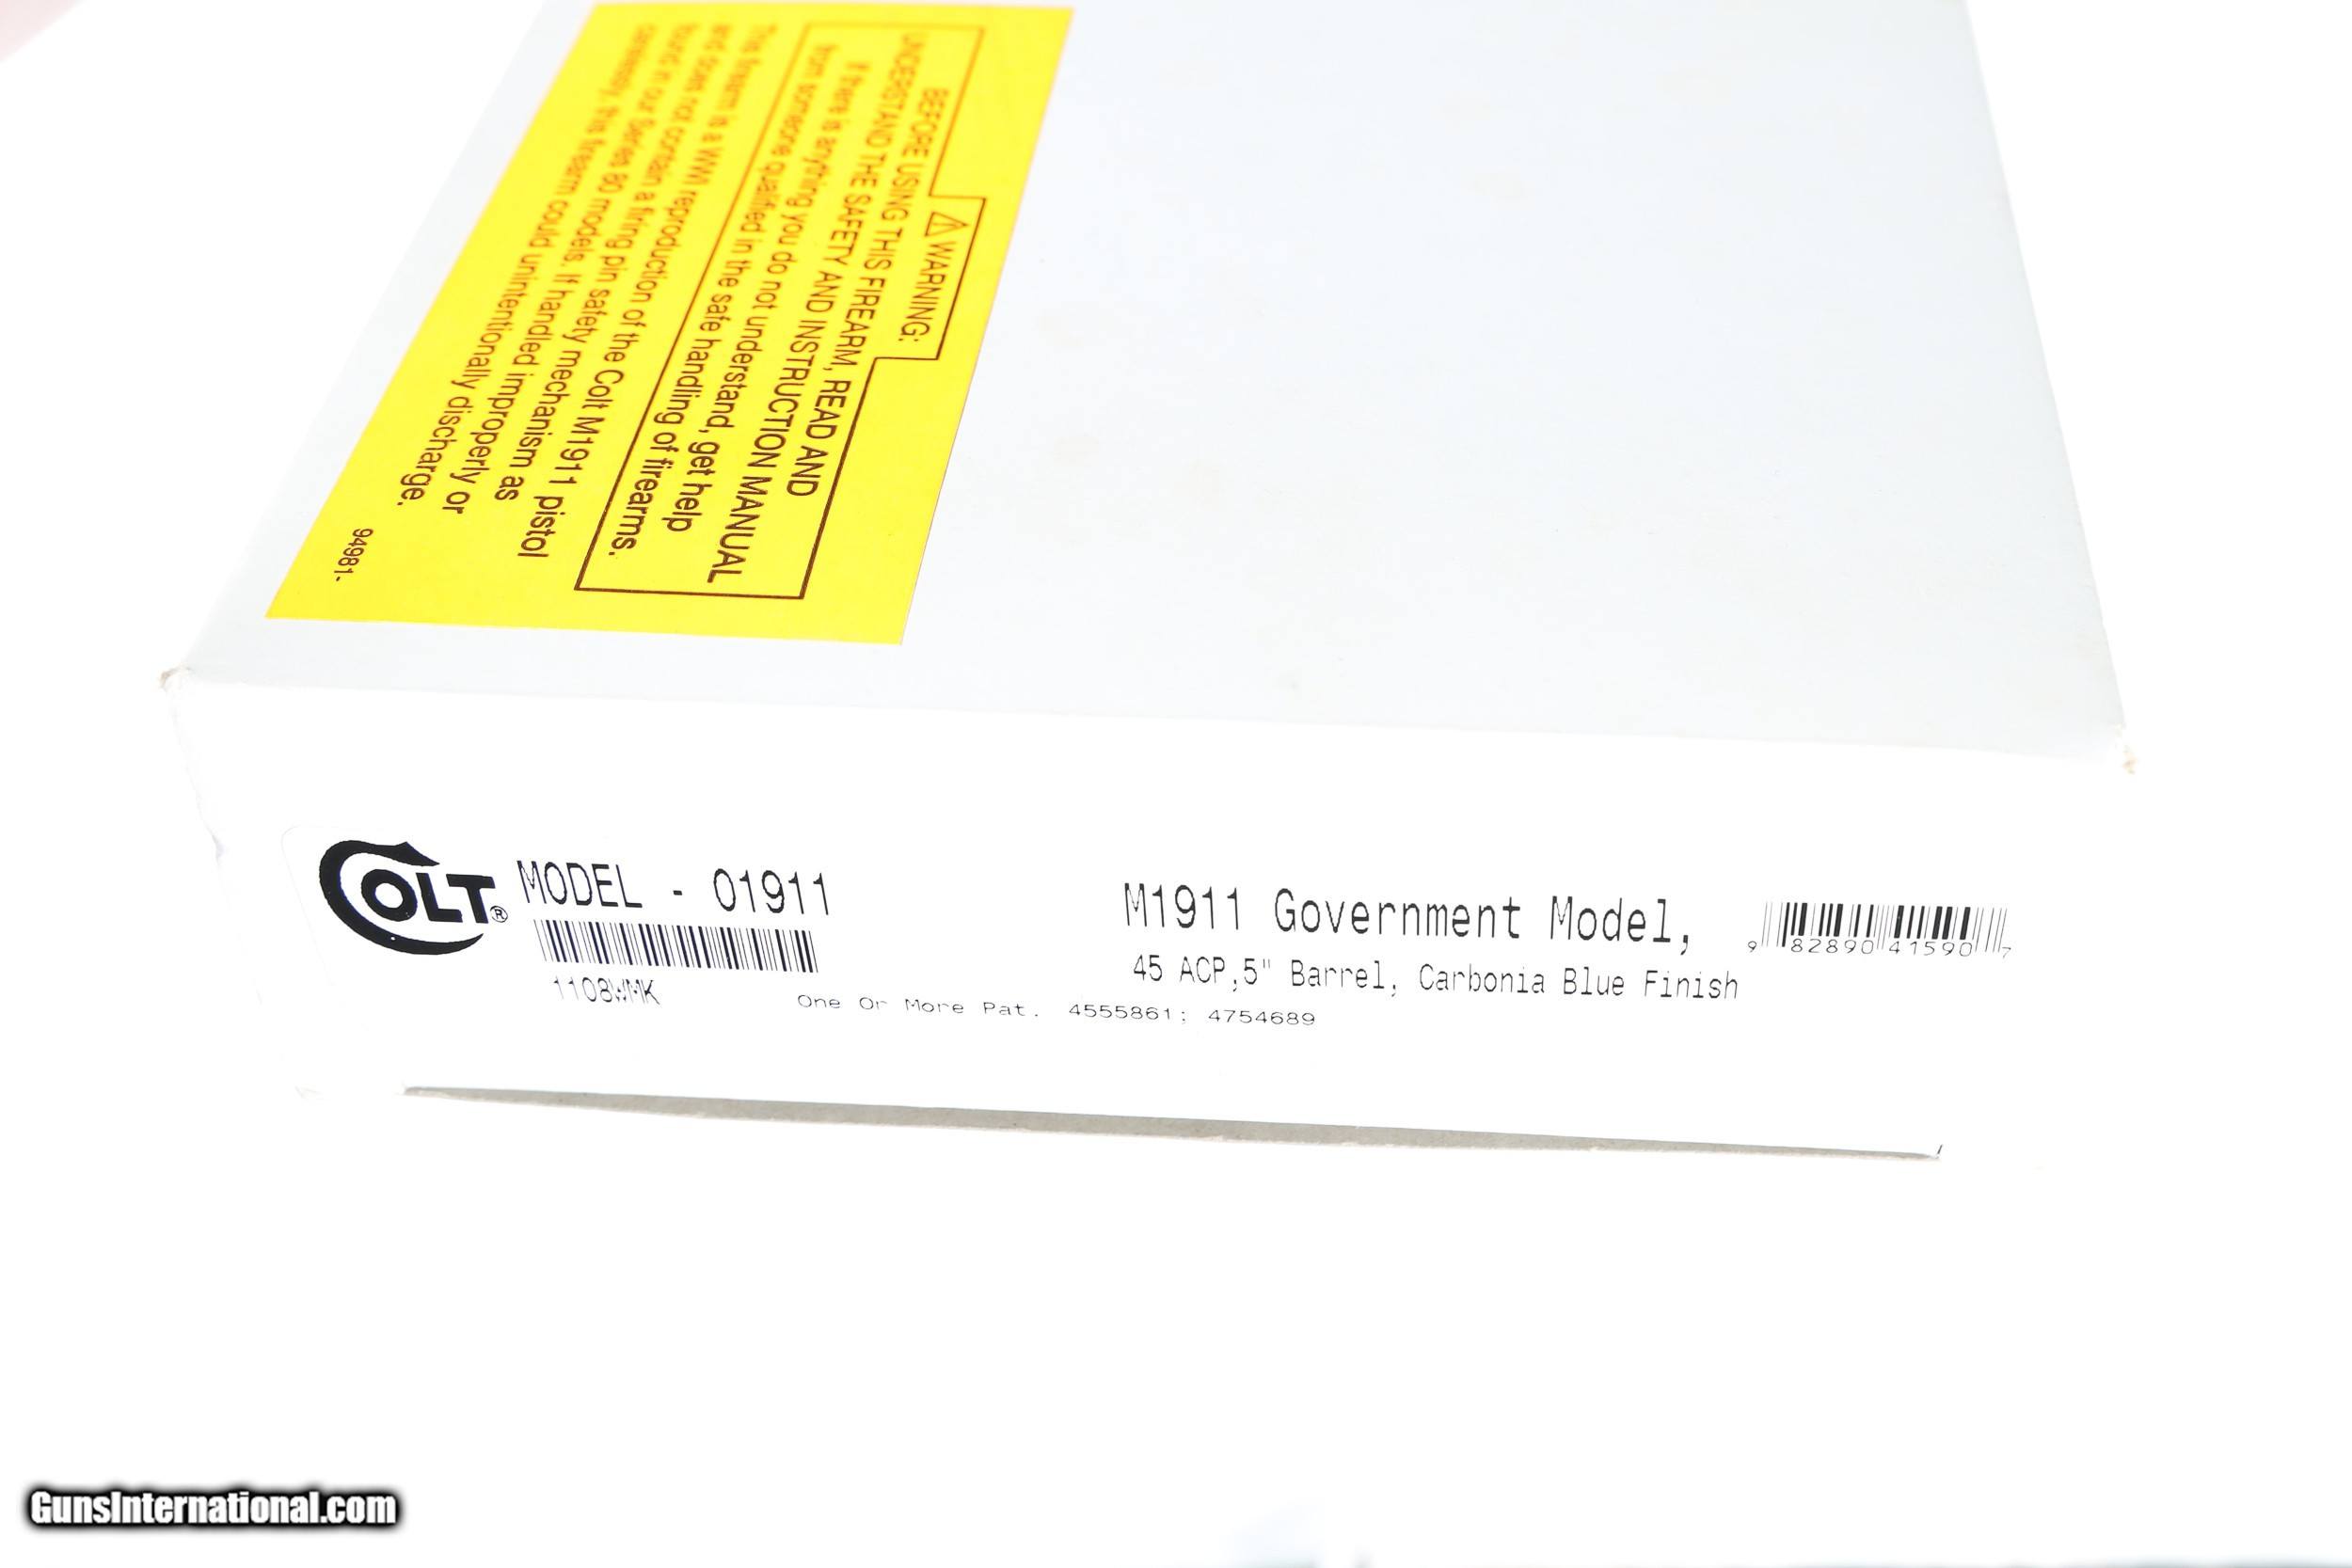 WARNING:
BEFORE USING THIS FIREARM, READ AND
UNDERSTAND THE SAFETY AND INSTRUCTION MANUAL
If there is anything you do not understand, get help
from someone qualified in the safe handling of firearms.
This firearm is a WWI reproduction of the Colt M1911 pistol
and does not contain a firing pin safety mechanism as
found in our Series 80 models. If handled improperly or
carelessly, this firearm could unintentionally discharge.
94981-
COLT®
MODEL - 01911
1108WMK
M1911 Government Model,
45 ACP,5" Barrel, Carbonia Blue Finish
9 82890 41590 7
One Or More Pat. 4555861; 4754689
GunsInternational.com